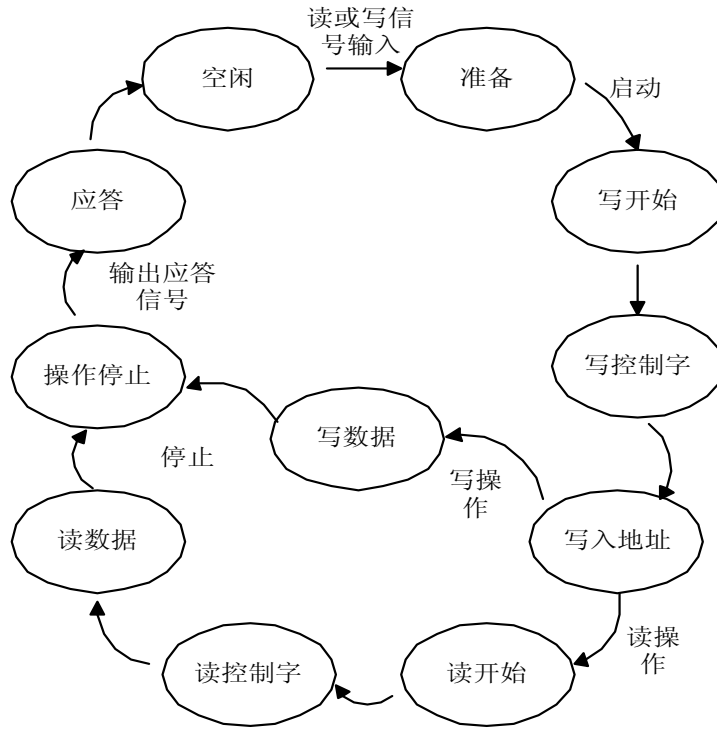 读或写信
号输入
空闲
准备
启动
应答
写开始
输出应答
信号
操作停止
写控制字
写数据
停止
写操
作
读数据
写入地址
读操
作
读控制字
读开始